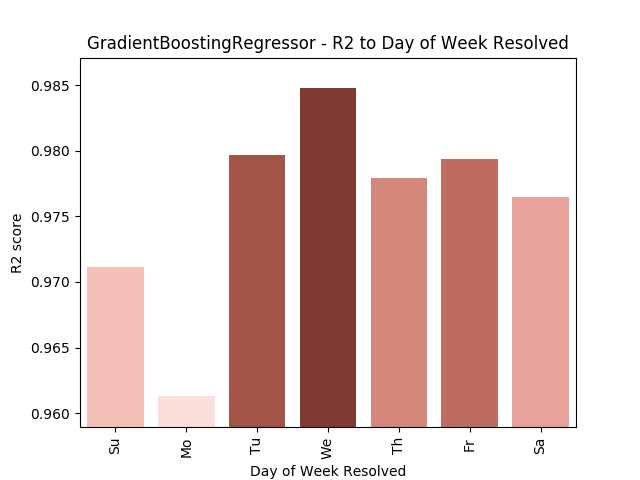 GradientBoostingRegressor - R2 to Day of Week Resolved
0.985
0.980
0.975
0.970
0.965
0.960
R2 score
Su
Mo
Tu
We
Th
Fr
Sa
Day of Week Resolved